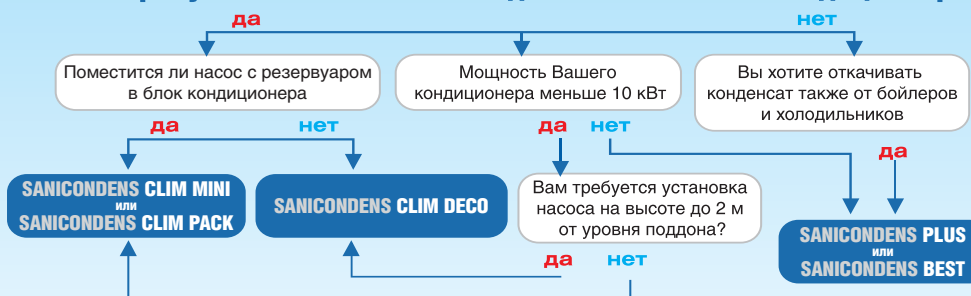 да
нет
Поместится ли насос с резервуаром
в блок кондиционера
Мощность Вашего
кондиционера меньше 10 кВт
Вы хотите откачивать
конденсат также от бойлеров
и холодильников
да
нет
да
нет
да
SANICONDENS CLIM MINI
или
SANICONDENS CLIM PACK
SANICONDENS CLIM DECO
Вам требуется установка
насоса на высоте до 2 м
от уровня поддона?
SANICONDENS PLUS
или
SANICONDENS BEST
да
нет